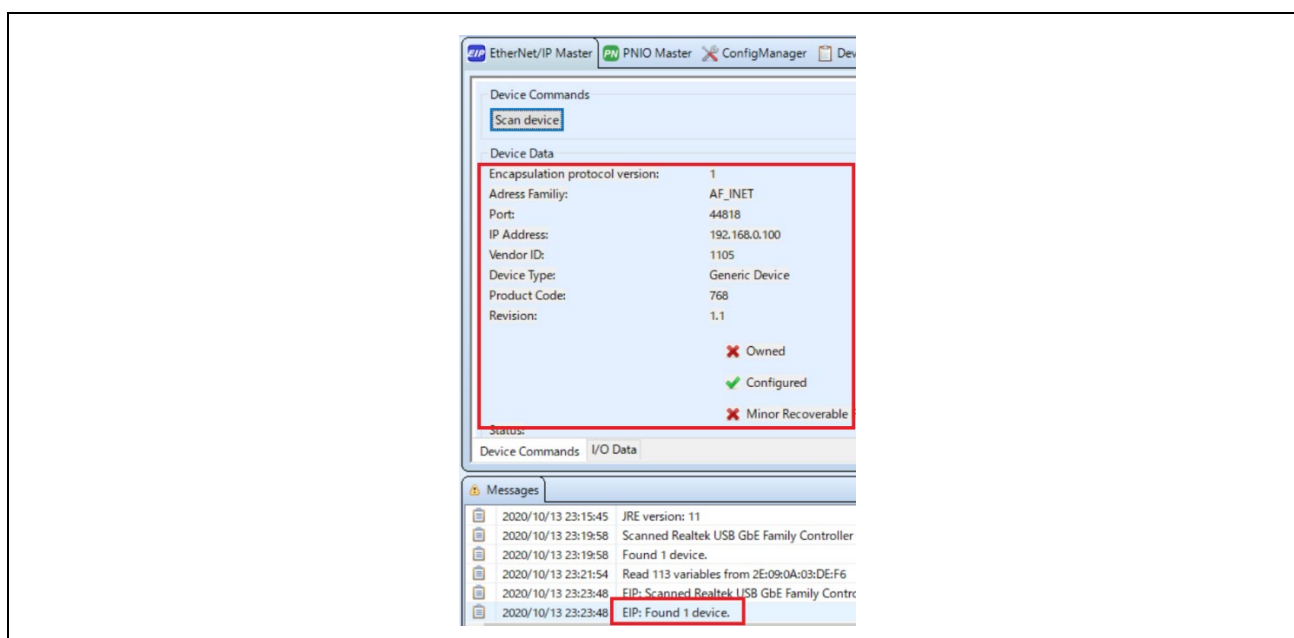 EIP EtherNet/IP Master PN PNIO Master ConfigManager Dev
Device Commands
Scan device
Device Data
Encapsulation protocol version: 1
Adress Familiy: AF_INET
Port: 44818
IP Address: 192.168.0.100
Vendor ID: 1105
Device Type: Generic Device
Product Code: 768
Revision: 1.1
Owned
Configured
Minor Recoverable
Status:
Device Commands I/O Data
Messages
2020/10/13 23:15:45 JRE version: 11
2020/10/13 23:19:58 Scanned Realtek USB GbE Family Controller
2020/10/13 23:19:58 Found 1 device.
2020/10/13 23:21:54 Read 113 variables from 2E:09:0A:03:DE:F6
2020/10/13 23:23:48 EIP: Scanned Realtek USB GbE Family Contro
2020/10/13 23:23:48 EIP: Found 1 device.